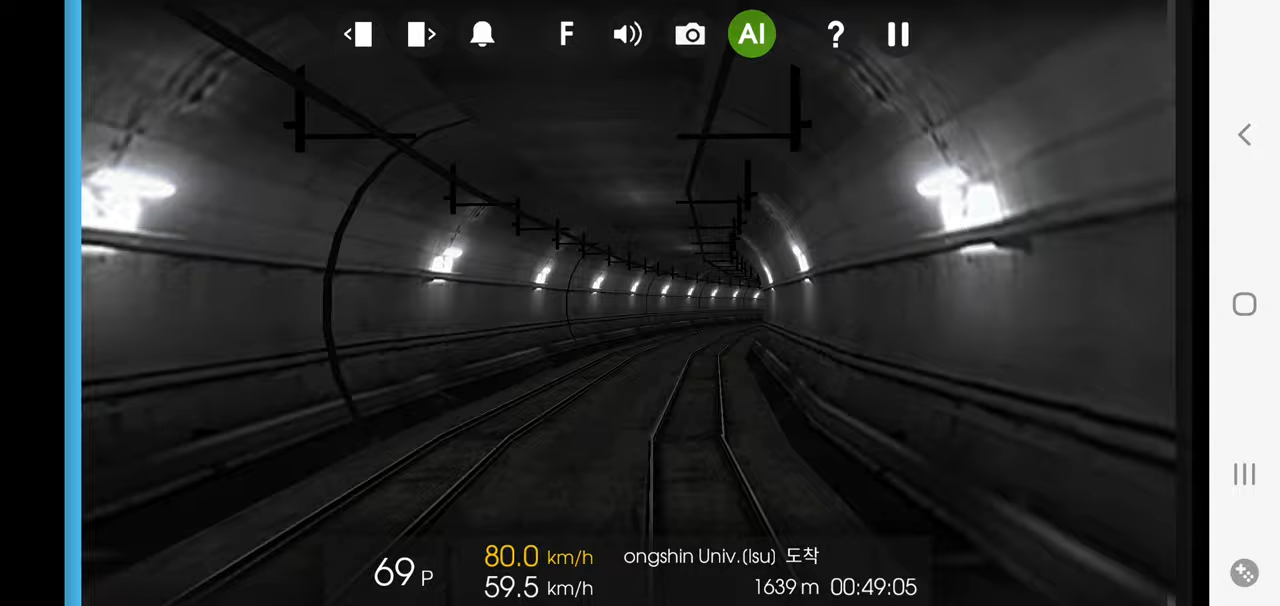 F AI ?
80.0 km/h
69 P
59.5 km/h
ongshin Univ.(Isu) 도착
1639 m 00:49:05